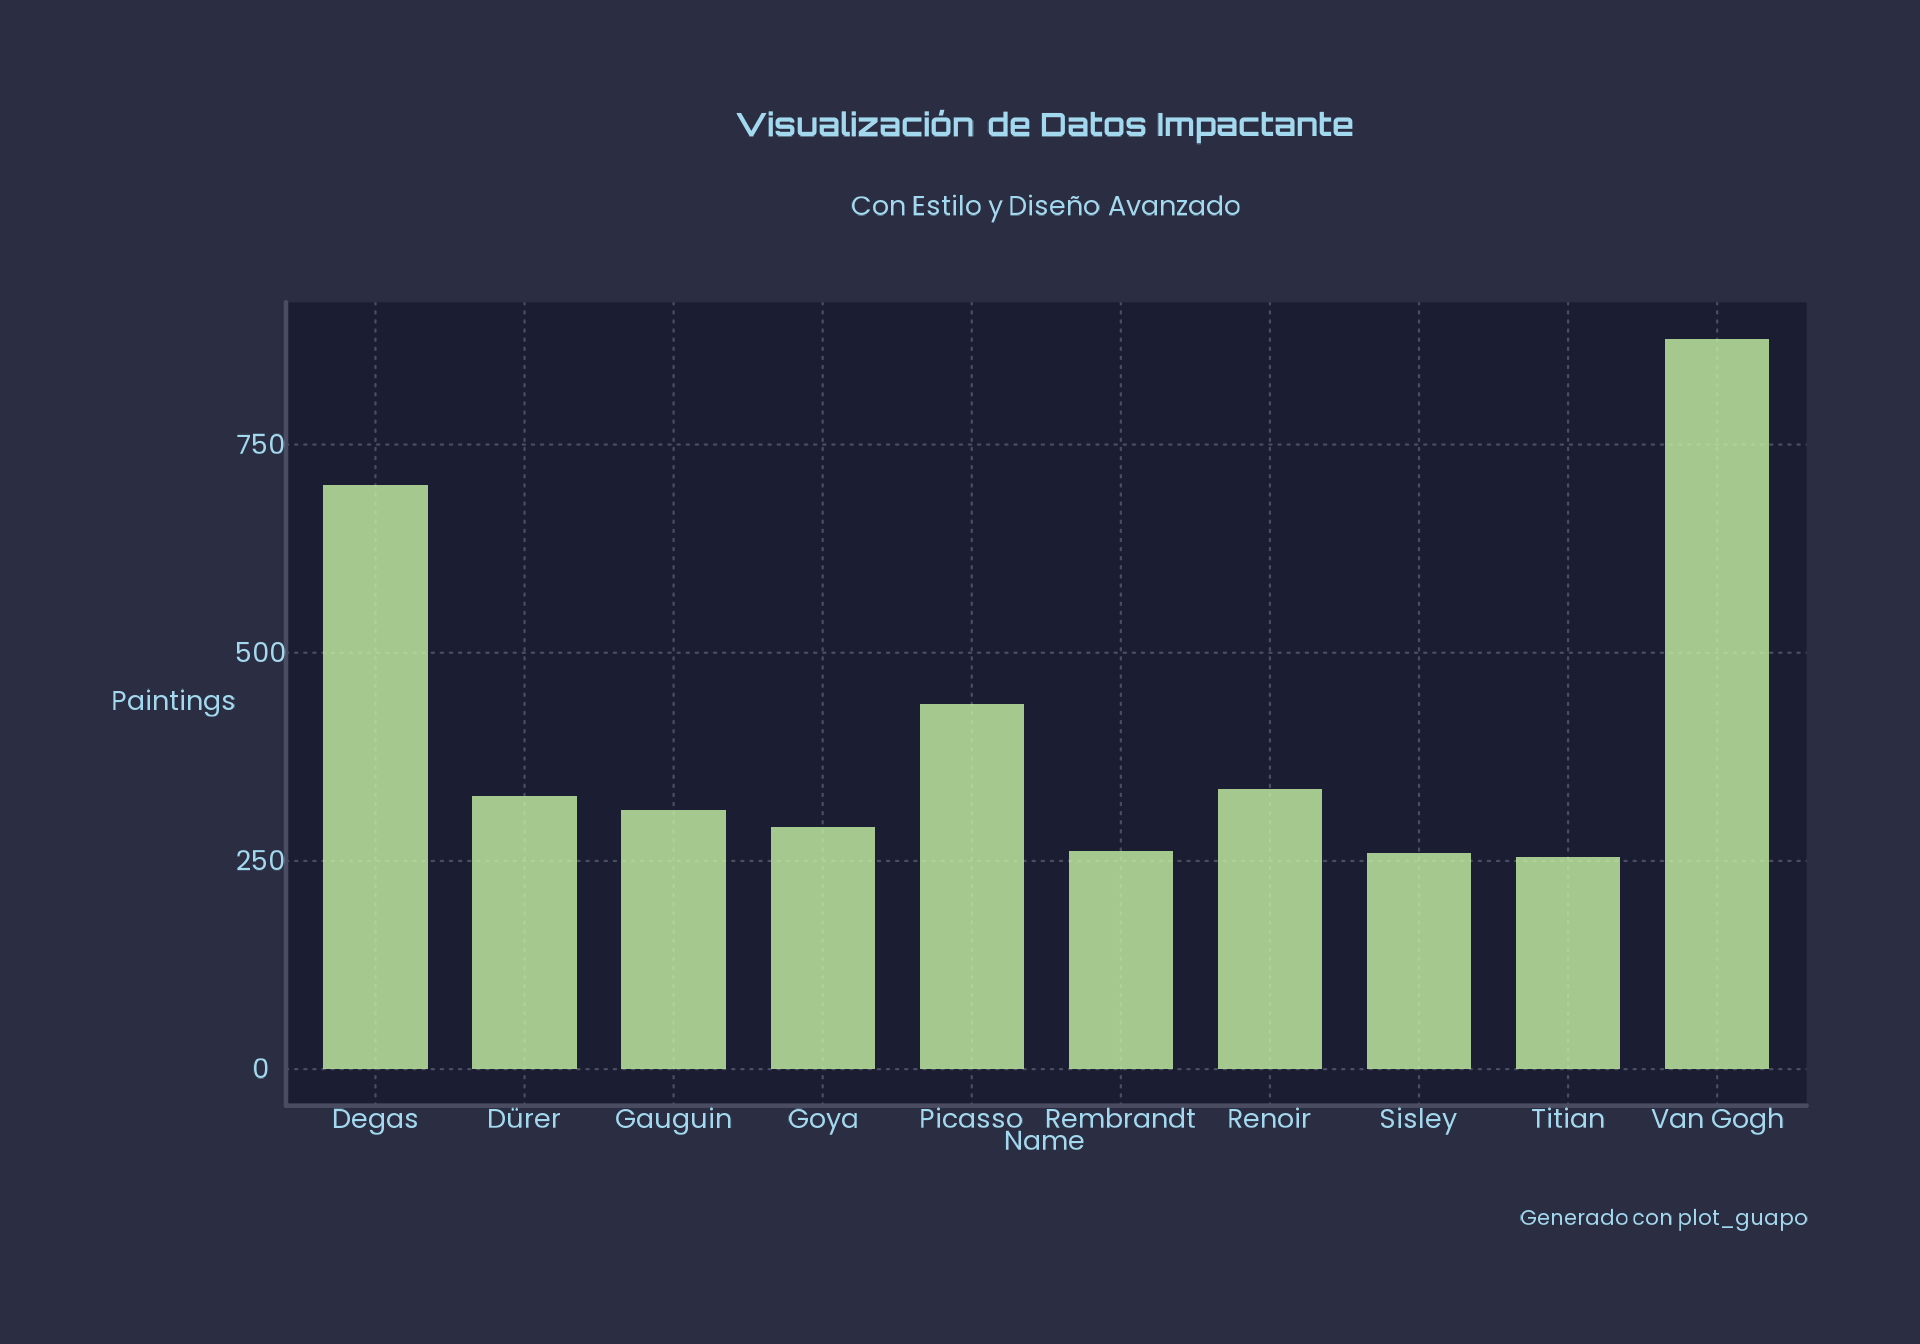 Visualización de Datos Impactante
Con Estilo y Diseño Avanzado
750
500
Paintings
250
0
Degas Dürer Gauguin Goya Picasso Rembrandt Renoir Sisley Titian Van Gogh
Name
Generado con plot_guapo